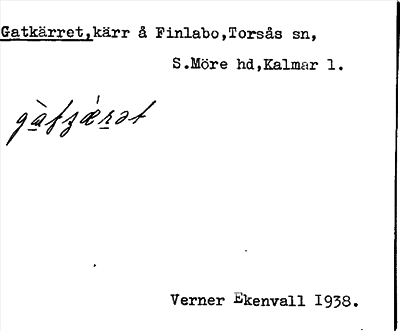 Gatkärret,kärr å Finlabo,Torsås sn,
S.Möre hd,Kalmar l.
Verner Ekenvall 1938.